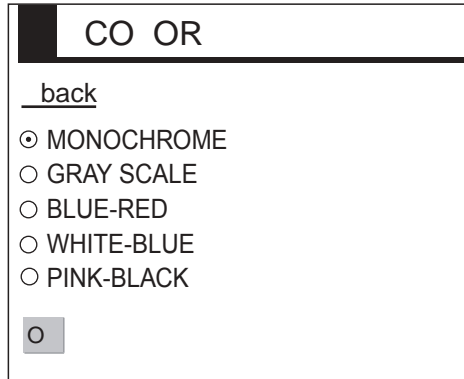 CO OR
back
MONOCHROME
GRAY SCALE
BLUE-RED
WHITE-BLUE
PINK-BLACK
O